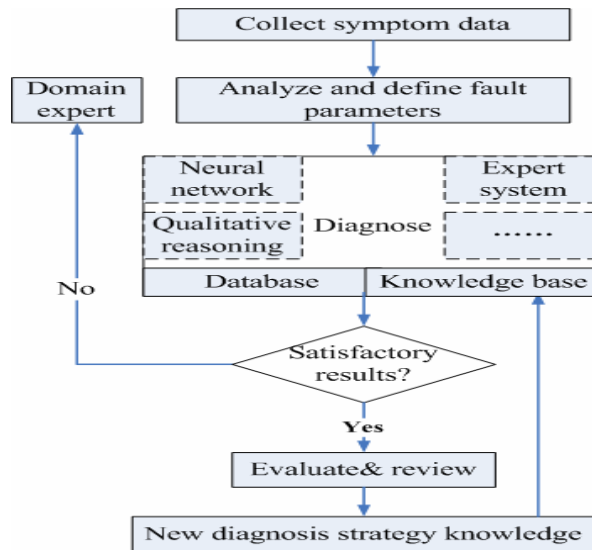 Collect symptom data
Domain
expert
Analyze and define fault
parameters
Neural
network
Expert
system
Qualitative
reasoning
Diagnose
......
Database
Knowledge base
No
Satisfactory
results?
Yes
Evaluate& review
New diagnosis strategy knowledge